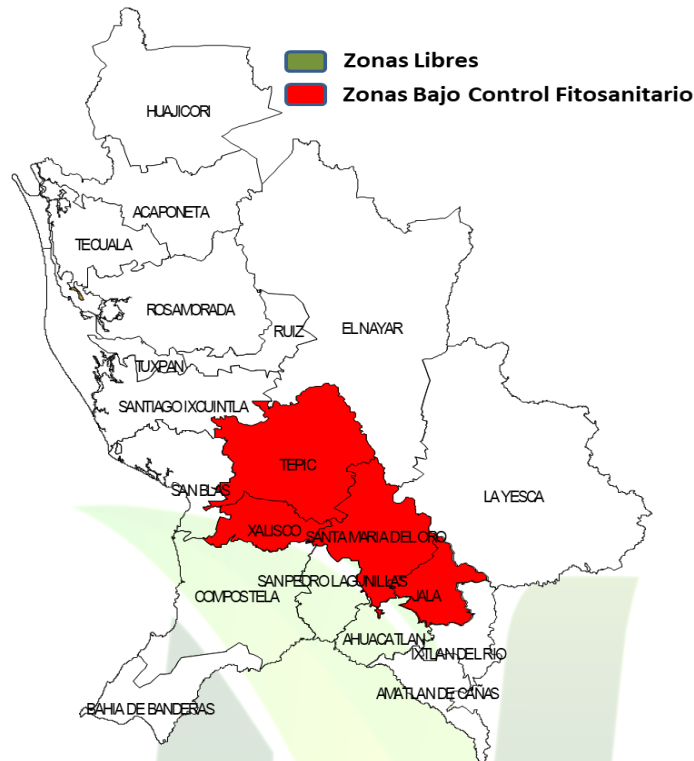 Zonas Libres
Zonas Bajo Control Fitosanitario
HUAJICORI
ACAPONETA
TECUALA
ROSAMORADA
RUIZ
EL NAYAR
TUXPAN
SANTIAGO IXCUINTLA
TEPIC
SAN BLAS
LA YESCA
XALISCO
SANTA MARIA DEL ORO
SAN PEDRO LAGUNILLAS
COMPOSTELA
JALA
AHUACATLAN
IXTLAN DEL RIO
AMATLAN DE CAÑAS
BAHIA DE BANDERAS